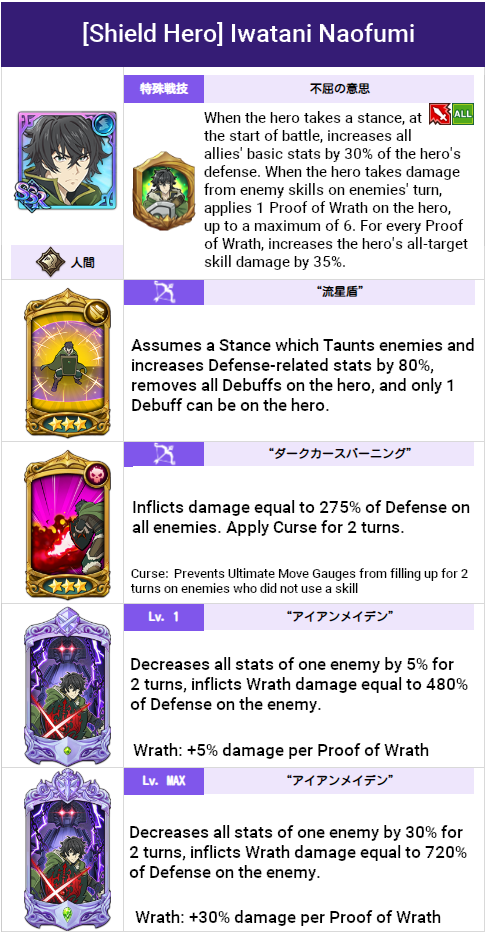 [Shield Hero] Iwatani Naofumi
特殊戦技
不屈の意思
ALL
When the hero takes a stance, at
the start of battle, increases all
allies' basic stats by 30% of the hero's
defense. When the hero takes damage
from enemy skills on enemies' turn,
applies 1 Proof of Wrath on the hero,
up to a maximum of 6. For every Proof
of Wrath, increases the hero's all-target
skill damage by 35%.
SSR
人間
“流星盾”
Assumes a Stance which Taunts enemies and
increases Defense-related stats by 80%,
removes all Debuffs on the hero, and only 1
Debuff can be on the hero.
“ダークカースバーニング”
Inflicts damage equal to 275% of Defense on
all enemies. Apply Curse for 2 turns.
Curse: Prevents Ultimate Move Gauges from filling up for 2
turns on enemies who did not use a skill
Lv. 1
“アイアンメイデン”
Decreases all stats of one enemy by 5% for
2 turns, inflicts Wrath damage equal to 480%
of Defense on the enemy.
Wrath: +5% damage per Proof of Wrath
Lv. MAX
“アイアンメイデン”
Decreases all stats of one enemy by 30% for
2 turns, inflicts Wrath damage equal to 720%
of Defense on the enemy.
Wrath: +30% damage per Proof of Wrath